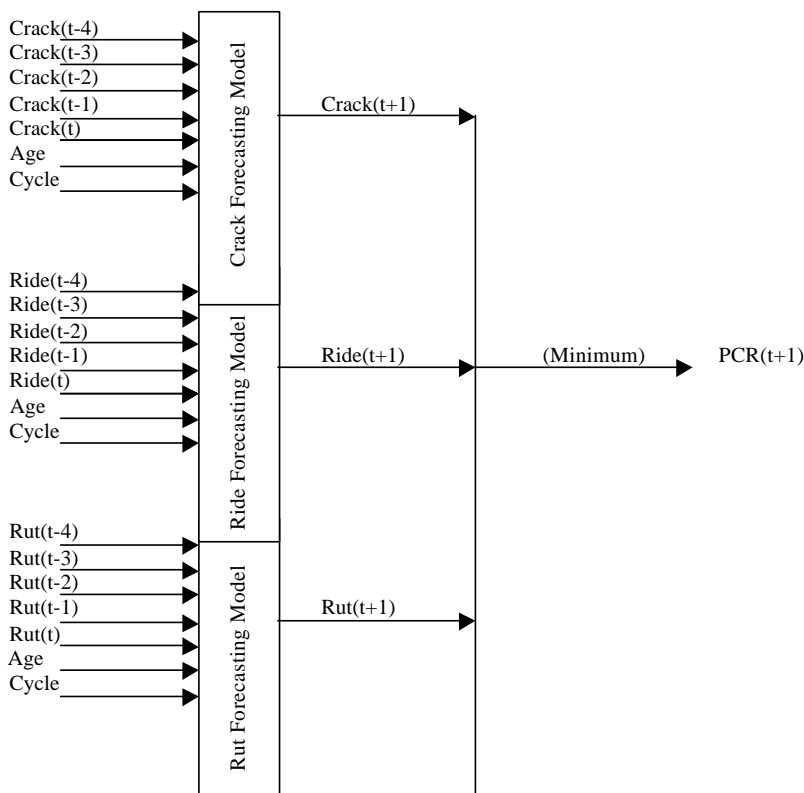 Crack(t-4)
Crack(t-3)
Crack(t-2)
Crack(t-1)
Crack(t)
Age
Cycle
Crack Forecasting Model
Crack(t+1)
Ride(t-4)
Ride(t-3)
Ride(t-2)
Ride(t-1)
Ride(t)
Age
Cycle
Ride Forecasting Model
Ride(t+1)
(Minimum)
PCR(t+1)
Rut(t-4)
Rut(t-3)
Rut(t-2)
Rut(t-1)
Rut(t)
Age
Cycle
Rut Forecasting Model
Rut(t+1)